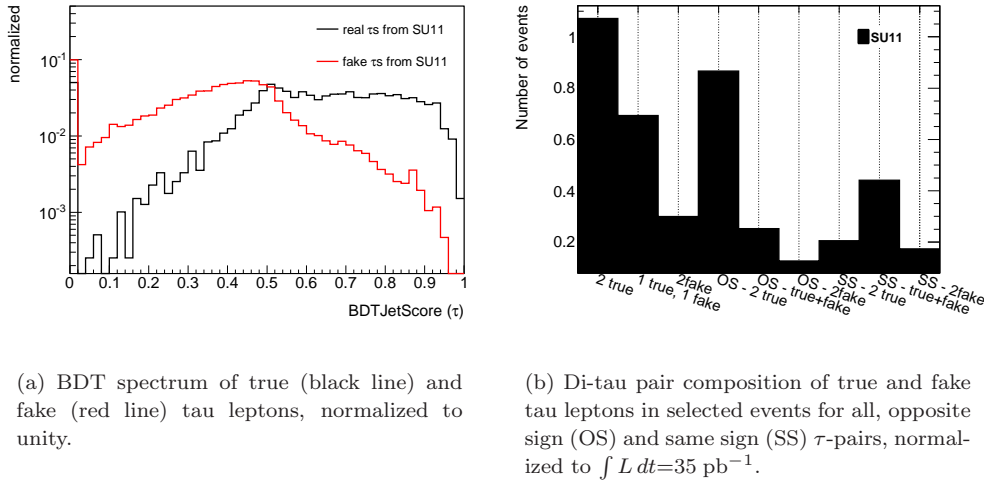 normalized
real τs from SU11
fake τs from SU11
10⁻¹
10⁻²
10⁻³
0 0.1 0.2 0.3 0.4 0.5 0.6 0.7 0.8 0.9 1
BDTJetScore (τ)
Number of events
SU11
1
0.8
0.6
0.4
0.2
2 true
1 true, 1 fake
2fake
OS - 2 true
OS - true+fake
OS - 2fake
SS - 2 true
SS - true+fake
SS - 2fake
(a) BDT spectrum of true (black line) and
fake (red line) tau leptons, normalized to
unity.
(b) Di-tau pair composition of true and fake
tau leptons in selected events for all, opposite
sign (OS) and same sign (SS) τ-pairs, normal-
ized to ∫ L dt=35 pb⁻¹.